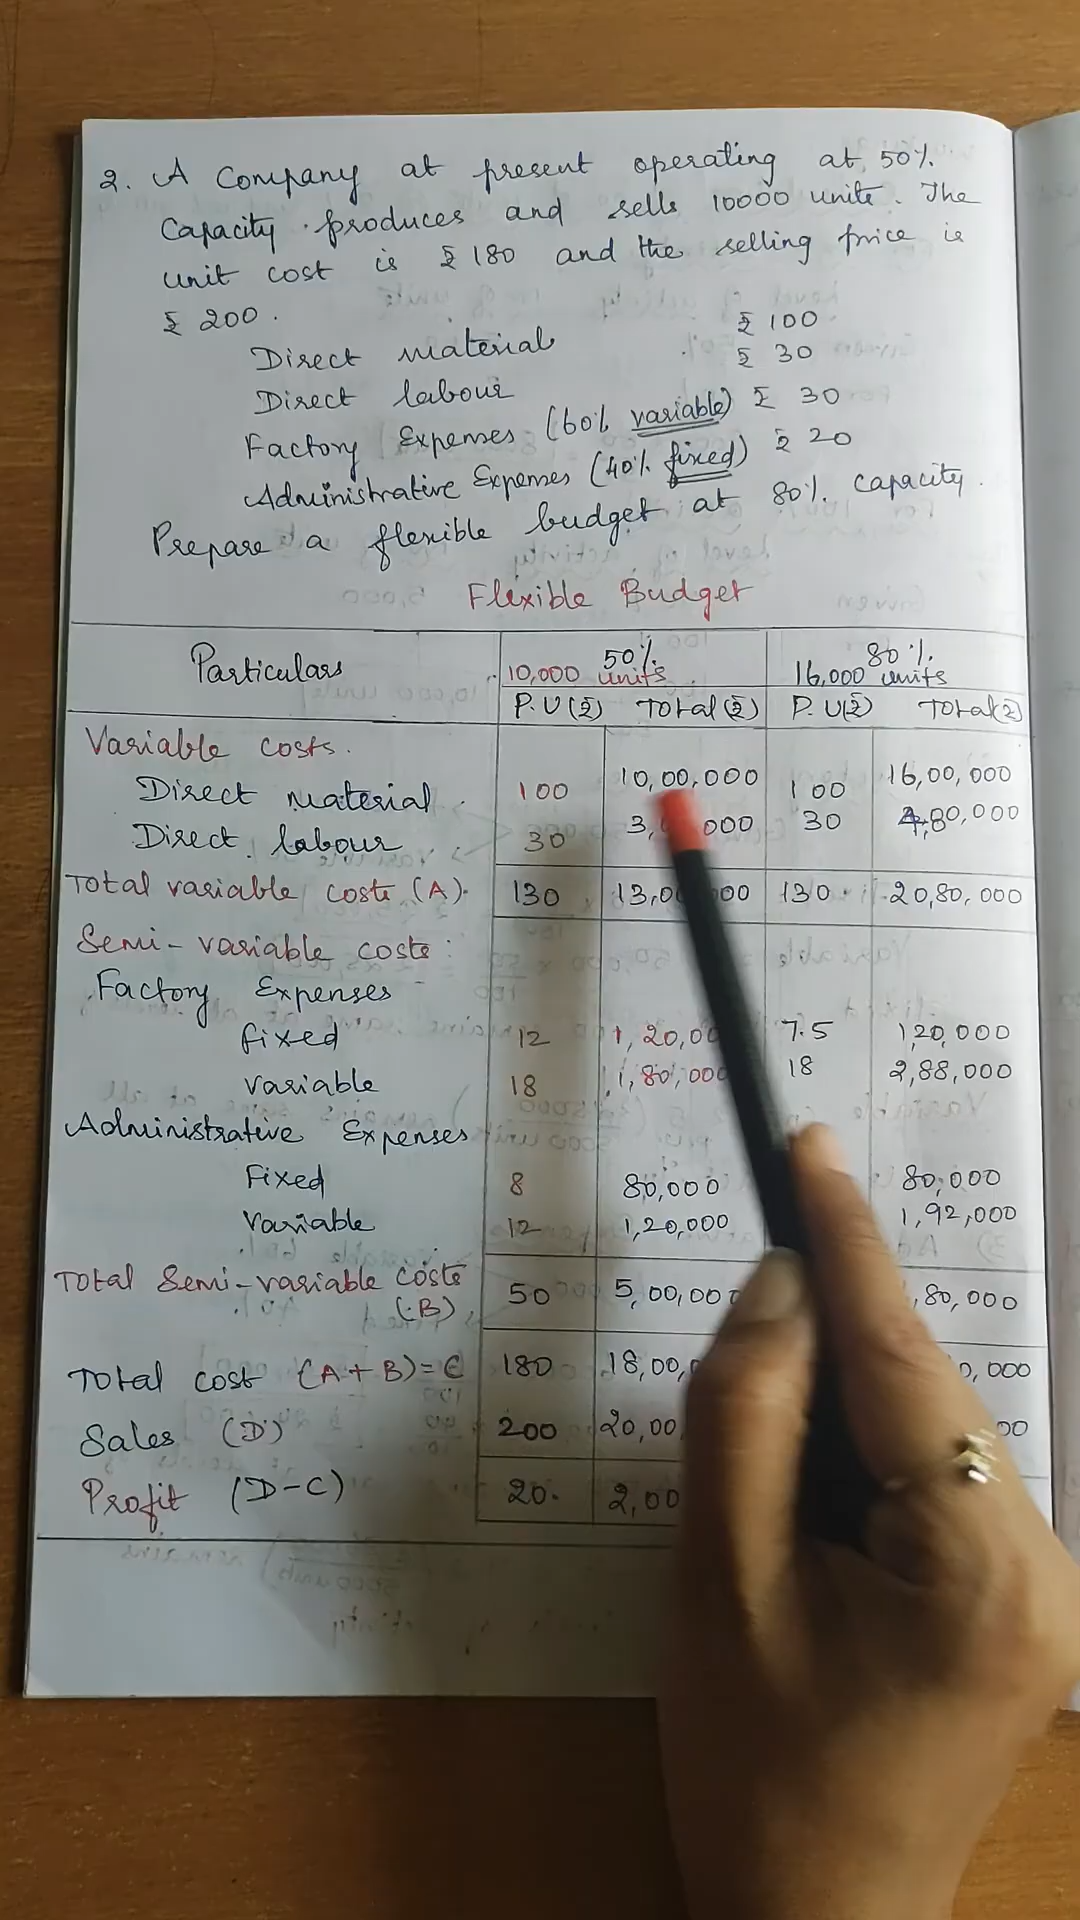 2. A Company at present operating at 50%.
Capacity produces and sells 10000 units. The
unit cost is ₹ 180 and the selling price is
₹ 200.
Direct material ₹ 100
Direct labour ₹ 30
Factory Expenses (60% variable) ₹ 30
Administrative Expenses (40% fixed) ₹ 20
Prepare a flexible budget at 80% capacity.
Flexible Budget
Particulars 50% 80%
10,000 units 16,000 units
P.U(₹) Total(₹) P.U(₹) Total(₹)
Variable costs.
Direct material 100 10,00,000 100 16,00,000
Direct labour 30 30 4,80,000
Total variable costs (A) 130 130 20,80,000
Semi-variable costs:
Factory Expenses
fixed 12 7.5 1,20,000
variable 18 1,80,000 18 2,88,000
Administrative Expenses
Fixed 8 80,000 80,000
Variable 12 1,20,000 1,92,000
Total Semi-variable costs 50 5,00,000
(B)
Total cost (A+B)=C 180
Sales (D) 200
Profit (D-C) 20